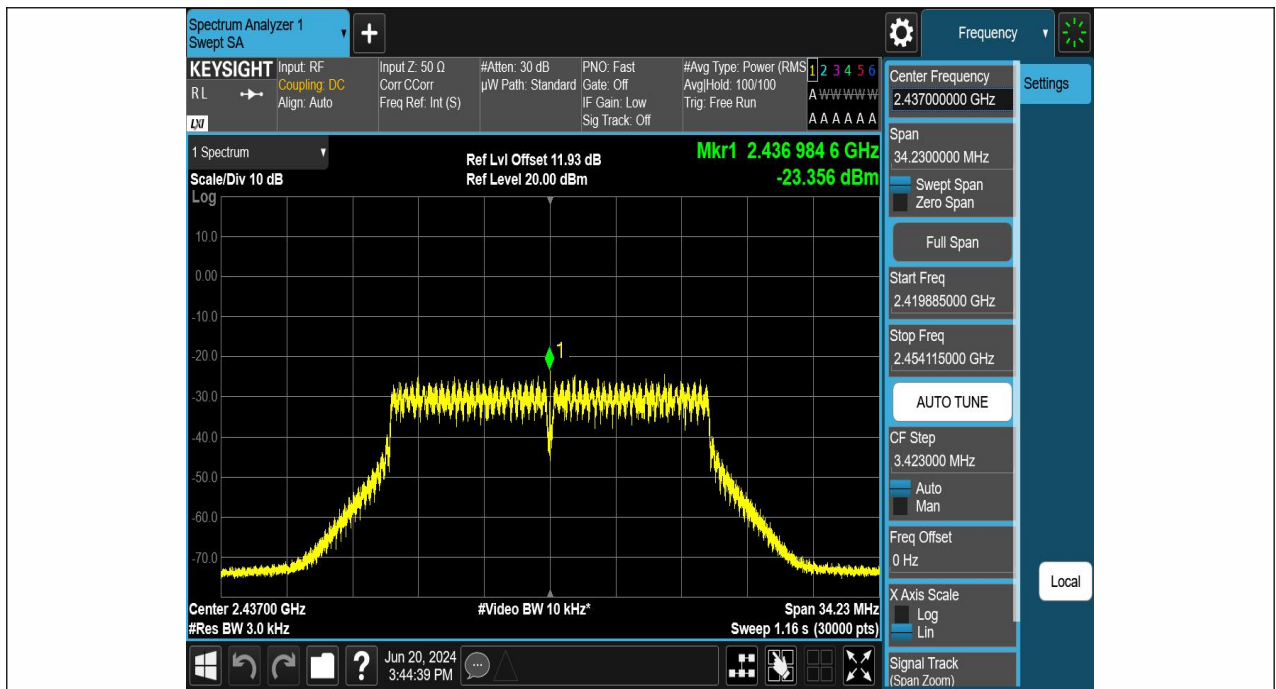 Spectrum Analyzer 1
Swept SA
+
Frequency
KEYSIGHT
RL
LXI
Input: RF
Coupling: DC
Align: Auto
Input Z: 50 Ω
Corr CCorr
Freq Ref: Int (S)
#Atten: 30 dB
µW Path: Standard
PNO: Fast
Gate: Off
IF Gain: Low
Sig Track: Off
#Avg Type: Power (RMS
Avg|Hold: 100/100
Trig: Free Run
1 2 3 4 5 6
A W W W W W
A A A A A A
1 Spectrum
Scale/Div 10 dB
Log
Ref Lvl Offset 11.93 dB
Ref Level 20.00 dBm
Mkr1 2.436 984 6 GHz
-23.356 dBm
10.0
0.00
-10.0
-20.0
-30.0
-40.0
-50.0
-60.0
-70.0
1
Center 2.43700 GHz
#Res BW 3.0 kHz
#Video BW 10 kHz*
Span 34.23 MHz
Sweep 1.16 s (30000 pts)
Center Frequency
2.437000000 GHz
Settings
Span
34.2300000 MHz
Swept Span
Zero Span
Full Span
Start Freq
2.419885000 GHz
Stop Freq
2.454115000 GHz
AUTO TUNE
CF Step
3.423000 MHz
Auto
Man
Freq Offset
0 Hz
Local
X Axis Scale
Log
Lin
Signal Track
(Span Zoom)
?
Jun 20, 2024
3:44:39 PM